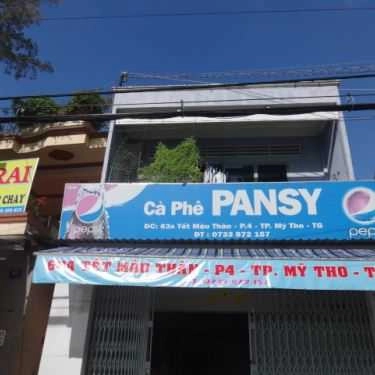 RAI
CHAY
pepsi
Cà Phê PANSY
ĐC: 63A Tết Mậu Thân - P.4 - TP. Mỹ Tho - TG
ĐT : 0733 972 157
pepsi
TẾT MẬU THÂN - P4 - TP. MỸ THO - T